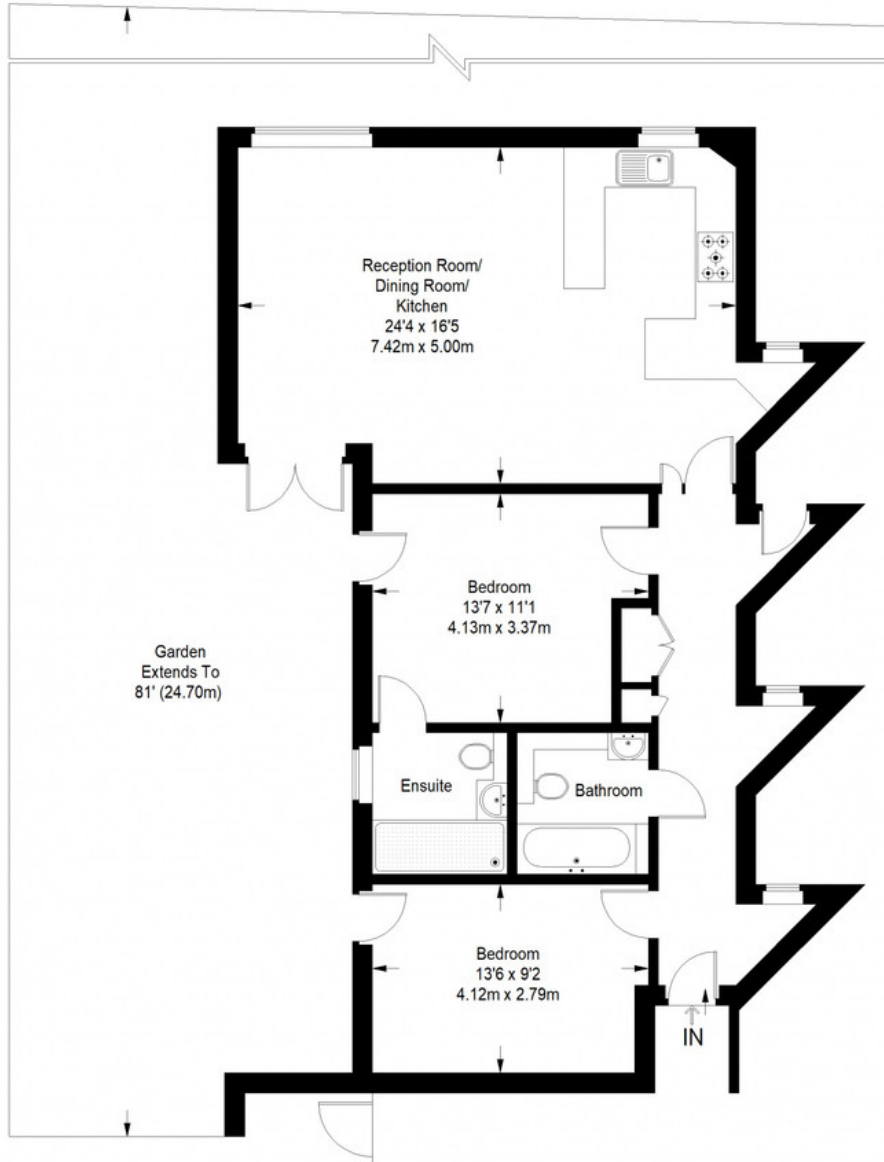 Reception Room/
Dining Room/
Kitchen
24'4 x 16'5
7.42m x 5.00m
Bedroom
13'7 x 11'1
4.13m x 3.37m
Garden
Extends To
81' (24.70m)
Ensuite
Bathroom
Bedroom
13'6 x 9'2
4.12m x 2.79m
IN